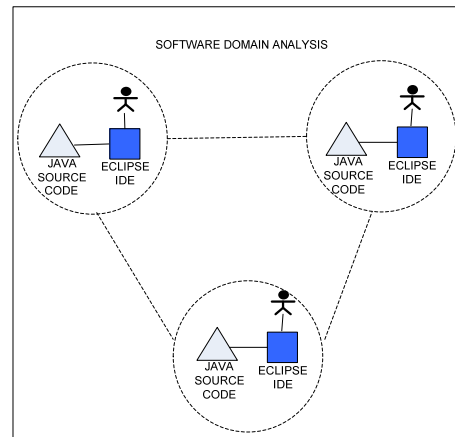 SOFTWARE DOMAIN ANALYSIS
JAVA
SOURCE
CODE
ECLIPSE
IDE
JAVA
SOURCE
CODE
ECLIPSE
IDE
JAVA
SOURCE
CODE
ECLIPSE
IDE